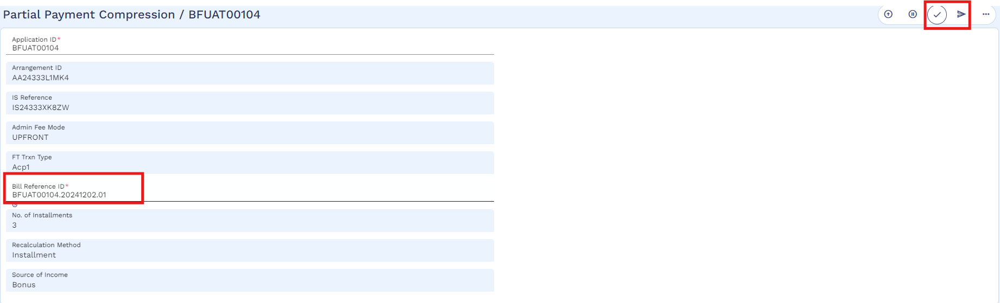 Partial Payment Compression / BFUAT00104
Application ID*
BFUAT00104
Arrangement ID
AA24333L1MK4
IS Reference
IS24333XK8ZW
Admin Fee Mode
UPFRONT
FT Trxn Type
Acp1
Bill Reference ID*
BFUAT00104.20241202.01
No. of Installments
3
Recalculation Method
Installment
Source of Income
Bonus